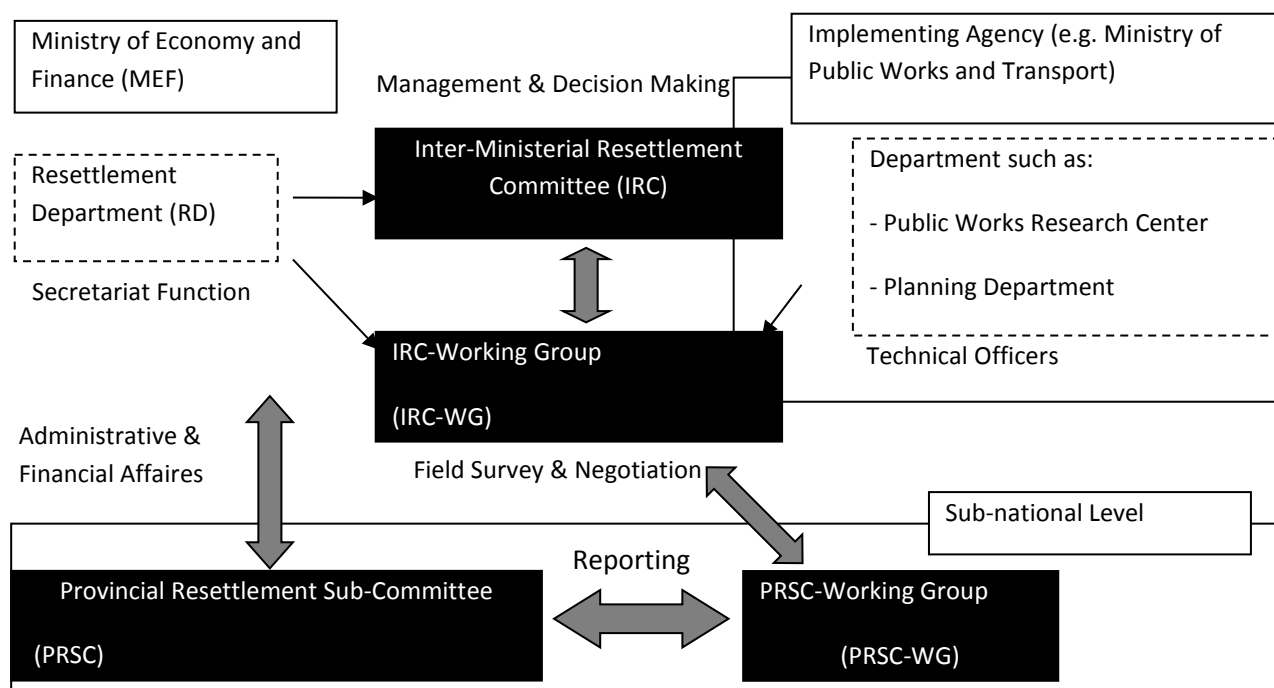 Ministry of Economy and
Finance (MEF)
Implementing Agency (e.g. Ministry of
Public Works and Transport)
Management & Decision Making
Inter-Ministerial Resettlement
Committee (IRC)
Resettlement
Department (RD)
Secretariat Function
Department such as:
- Public Works Research Center
- Planning Department
Technical Officers
IRC-Working Group
(IRC-WG)
Administrative &
Financial Affaires
Field Survey & Negotiation
Sub-national Level
Reporting
Provincial Resettlement Sub-Committee
(PRSC)
PRSC-Working Group
(PRSC-WG)